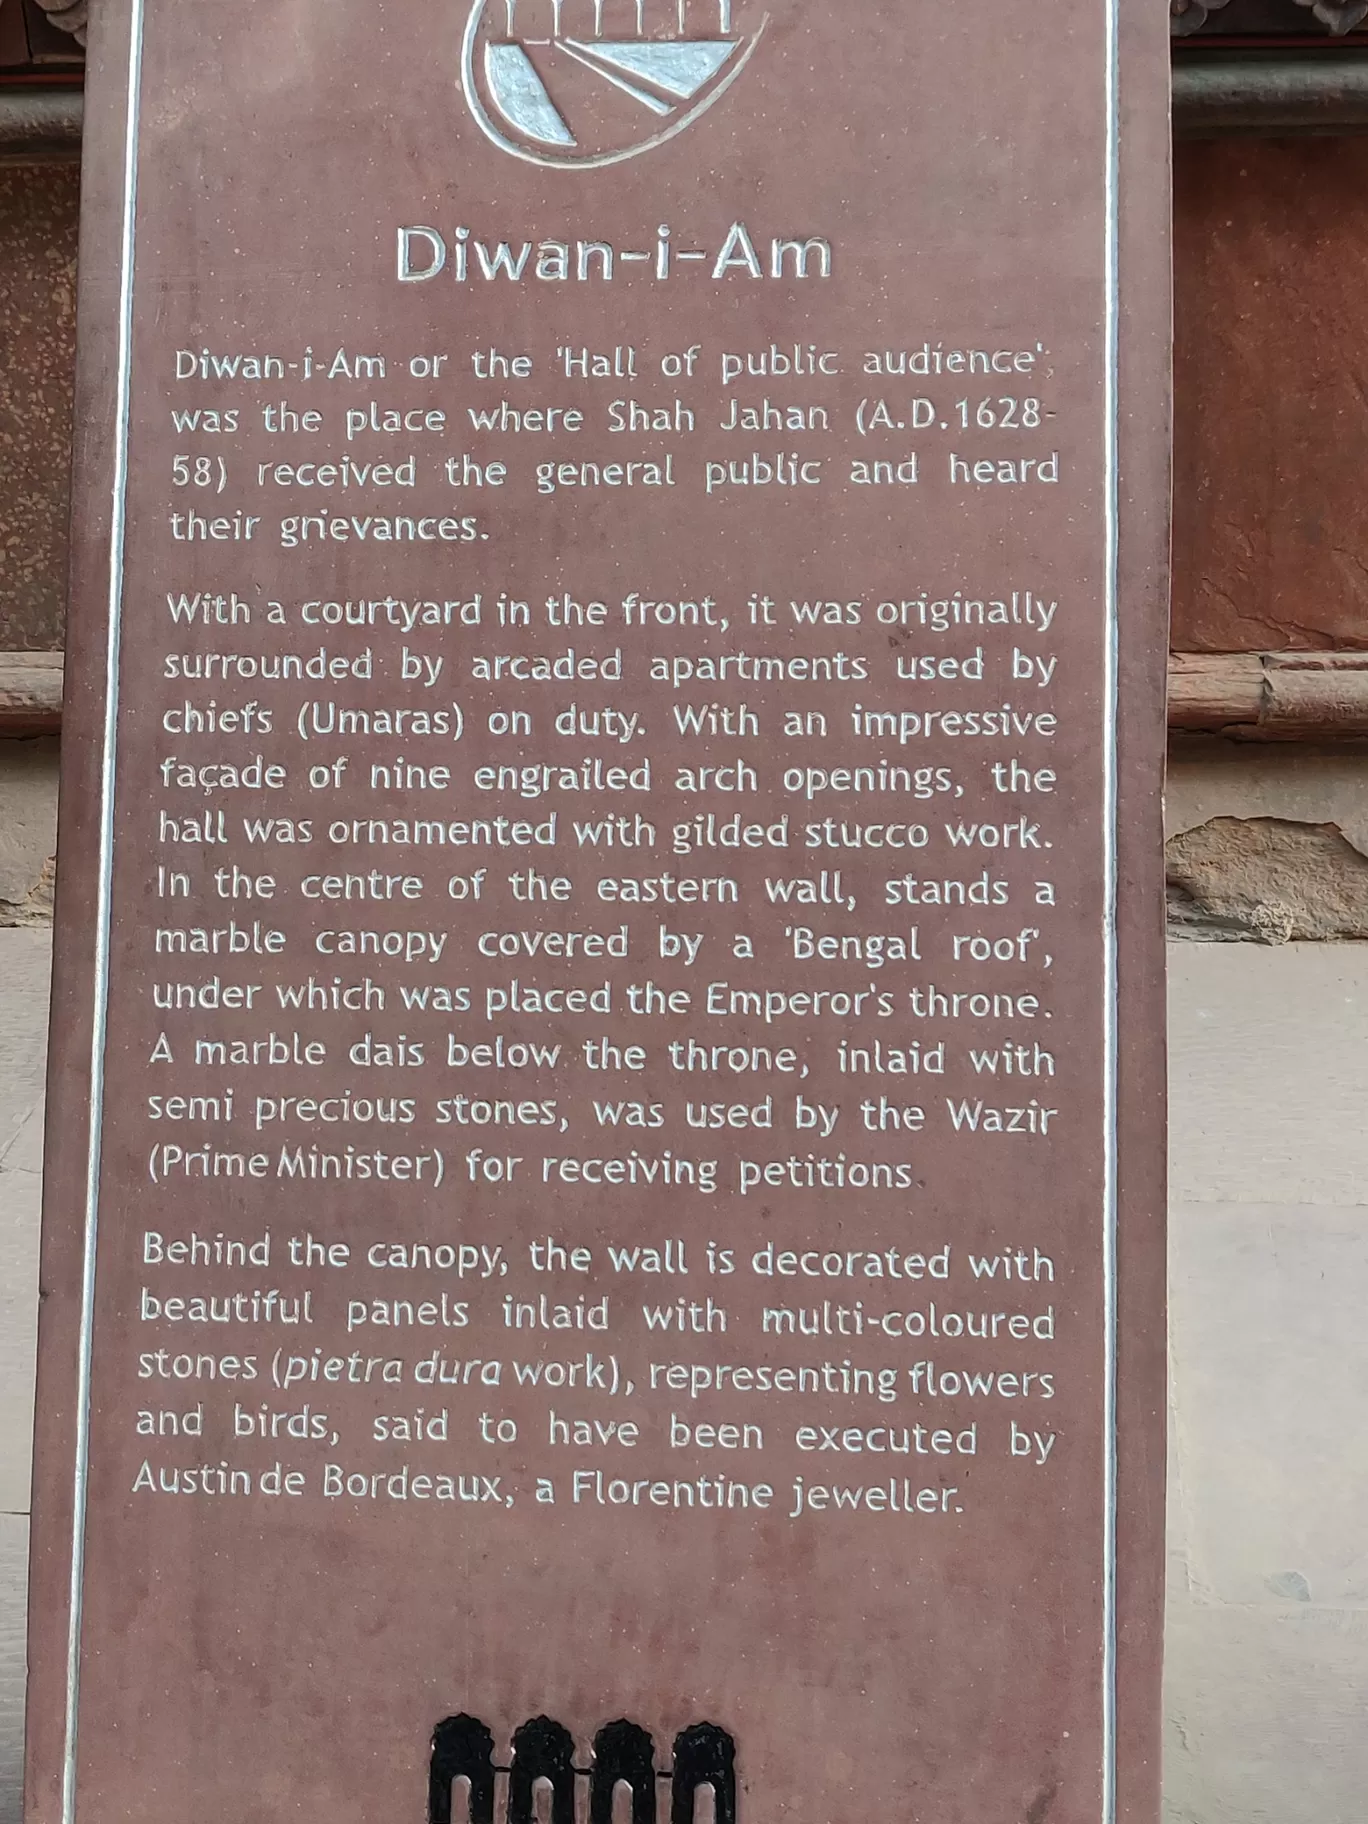 Diwan-i-Am
Diwan-i-Am or the 'Hall of public audience',
was the place where Shah Jahan (A.D.1628-
58) received the general public and heard
their grievances.
With a courtyard in the front, it was originally
surrounded by arcaded apartments used by
chiefs (Umaras) on duty. With an impressive
façade of nine engrailed arch openings, the
hall was ornamented with gilded stucco work.
In the centre of the eastern wall, stands a
marble canopy covered by a 'Bengal roof',
under which was placed the Emperor's throne.
A marble dais below the throne, inlaid with
semi precious stones, was used by the Wazir
(Prime Minister) for receiving petitions.
Behind the canopy, the wall is decorated with
beautiful panels inlaid with multi-coloured
stones (pietra dura work), representing flowers
and birds, said to have been executed by
Austin de Bordeaux, a Florentine jeweller.